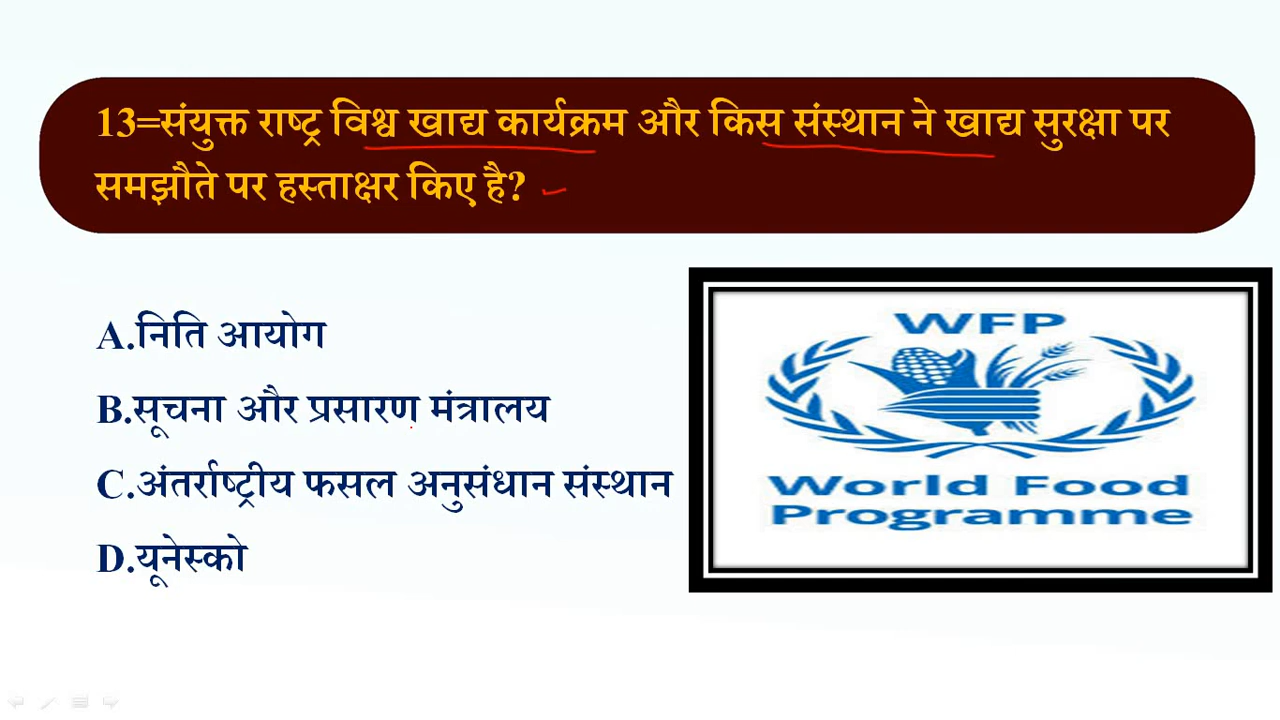 13=संयुक्त राष्ट्र विश्व खाद्य कार्यक्रम और किस संस्थान ने खाद्य सुरक्षा पर
समझौते पर हस्ताक्षर किए है?
A.निति आयोग
B.सूचना और प्रसारण मंत्रालय
C.अंतर्राष्ट्रीय फसल अनुसंधान संस्थान
D.यूनेस्को
WFP
World Food
Programme